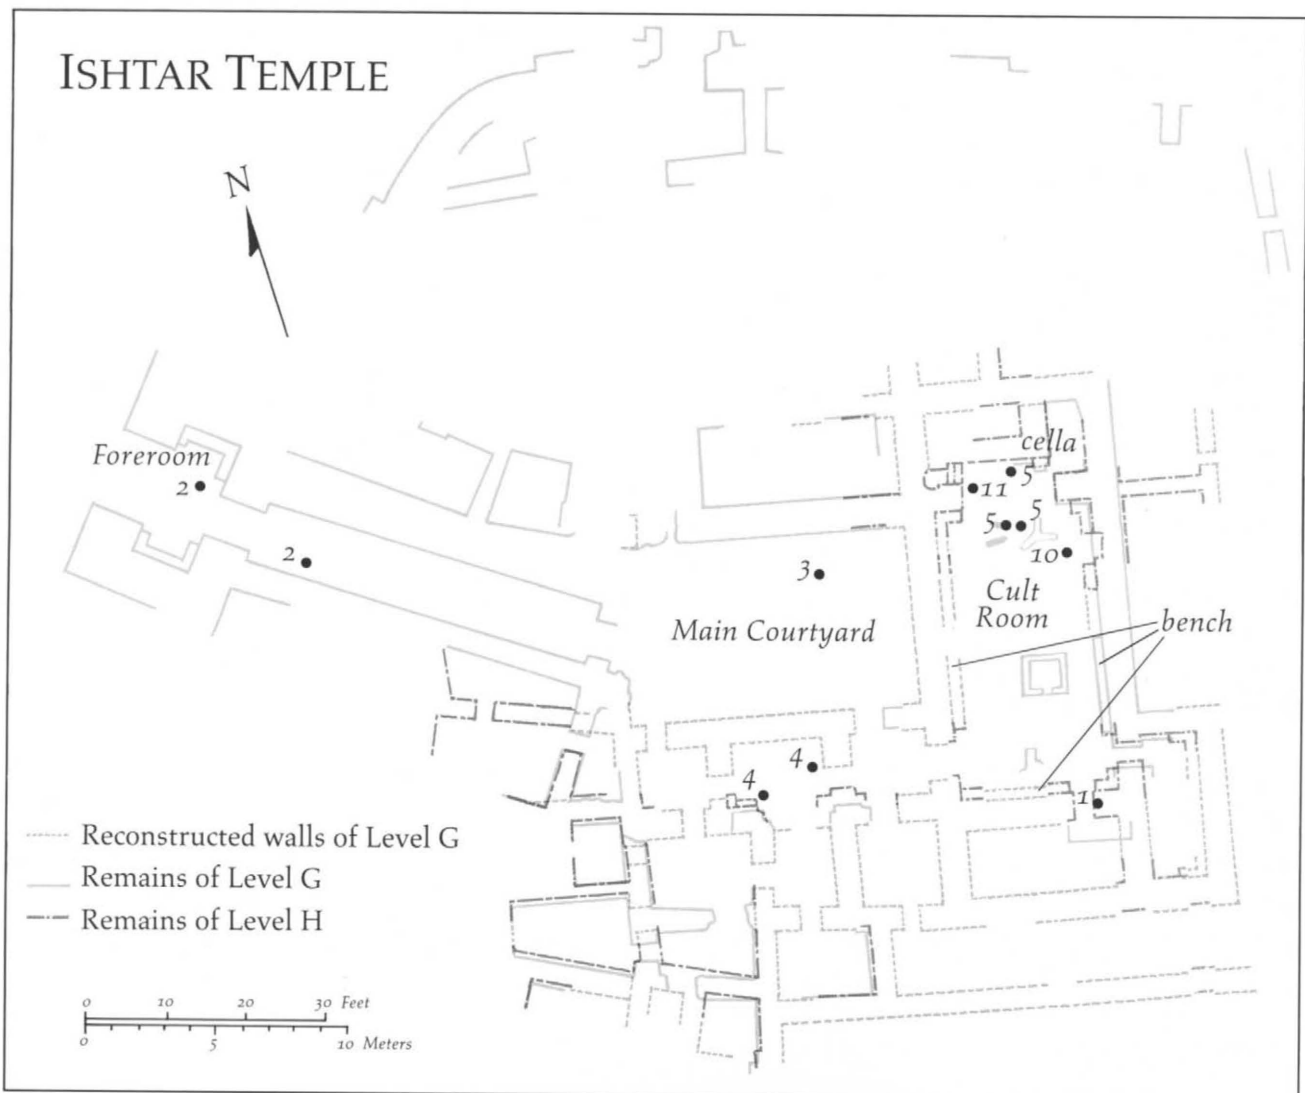 ISHTAR TEMPLE
N
cella
Foreroom
5
2
11
5
5
2
10
3
Cult
Room
Main Courtyard
bench
4
4
1
Reconstructed walls of Level G
Remains of Level G
Remains of Level H
0 10 20 30 Feet
0 5 10 Meters